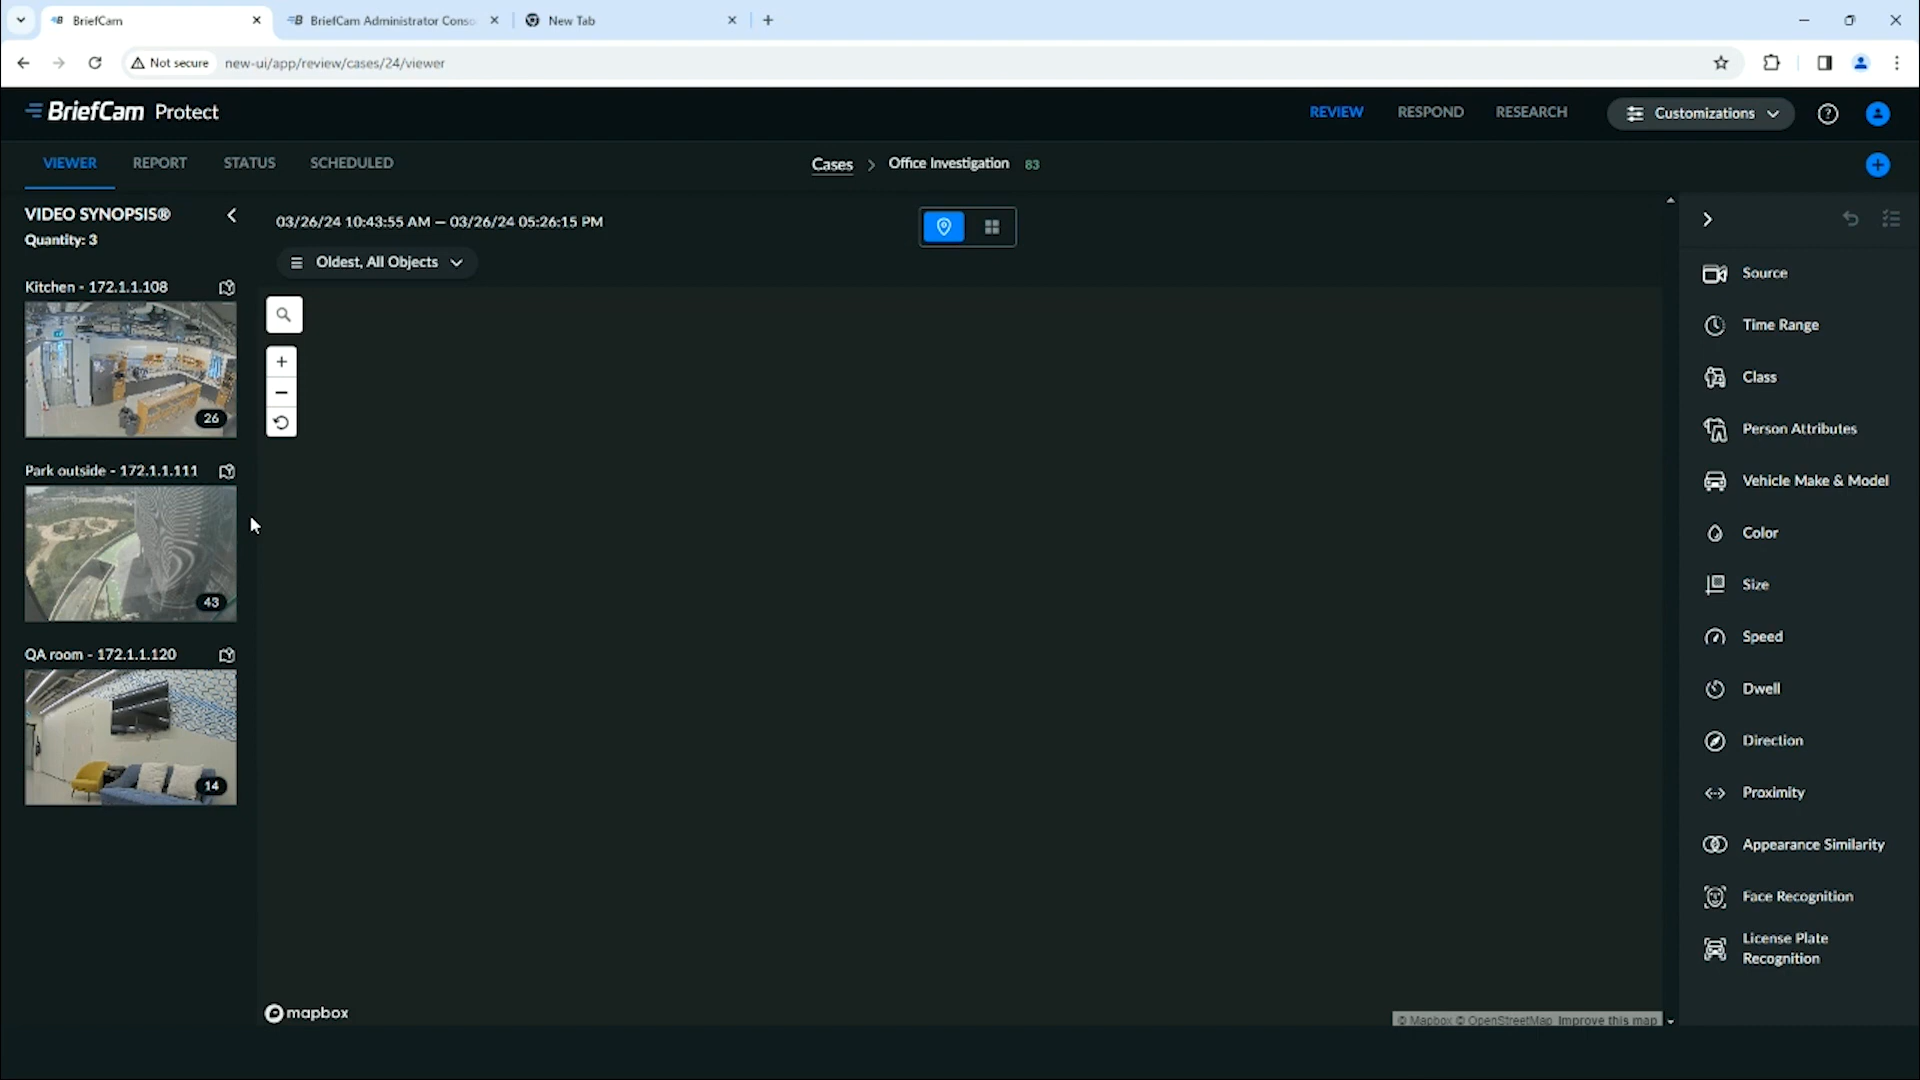 BriefCam
BriefCam Administrator Conso
New Tab
Not secure
new-ui/app/review/cases/24/viewer
BriefCam Protect
REVIEW
RESPOND
RESEARCH
Customizations
VIEWER
REPORT
STATUS
SCHEDULED
Cases > Office Investigation 83
VIDEO SYNOPSIS®
Quantity: 3
03/26/24 10:43:55 AM — 03/26/24 05:26:15 PM
Oldest, All Objects
Kitchen - 172.1.1.108
26
Park outside - 172.1.1.111
43
QA room - 172.1.1.120
14
mapbox
© Mapbox © OpenStreetMap Improve this map
Source
Time Range
Class
Person Attributes
Vehicle Make & Model
Color
Size
Speed
Dwell
Direction
Proximity
Appearance Similarity
Face Recognition
License Plate
Recognition